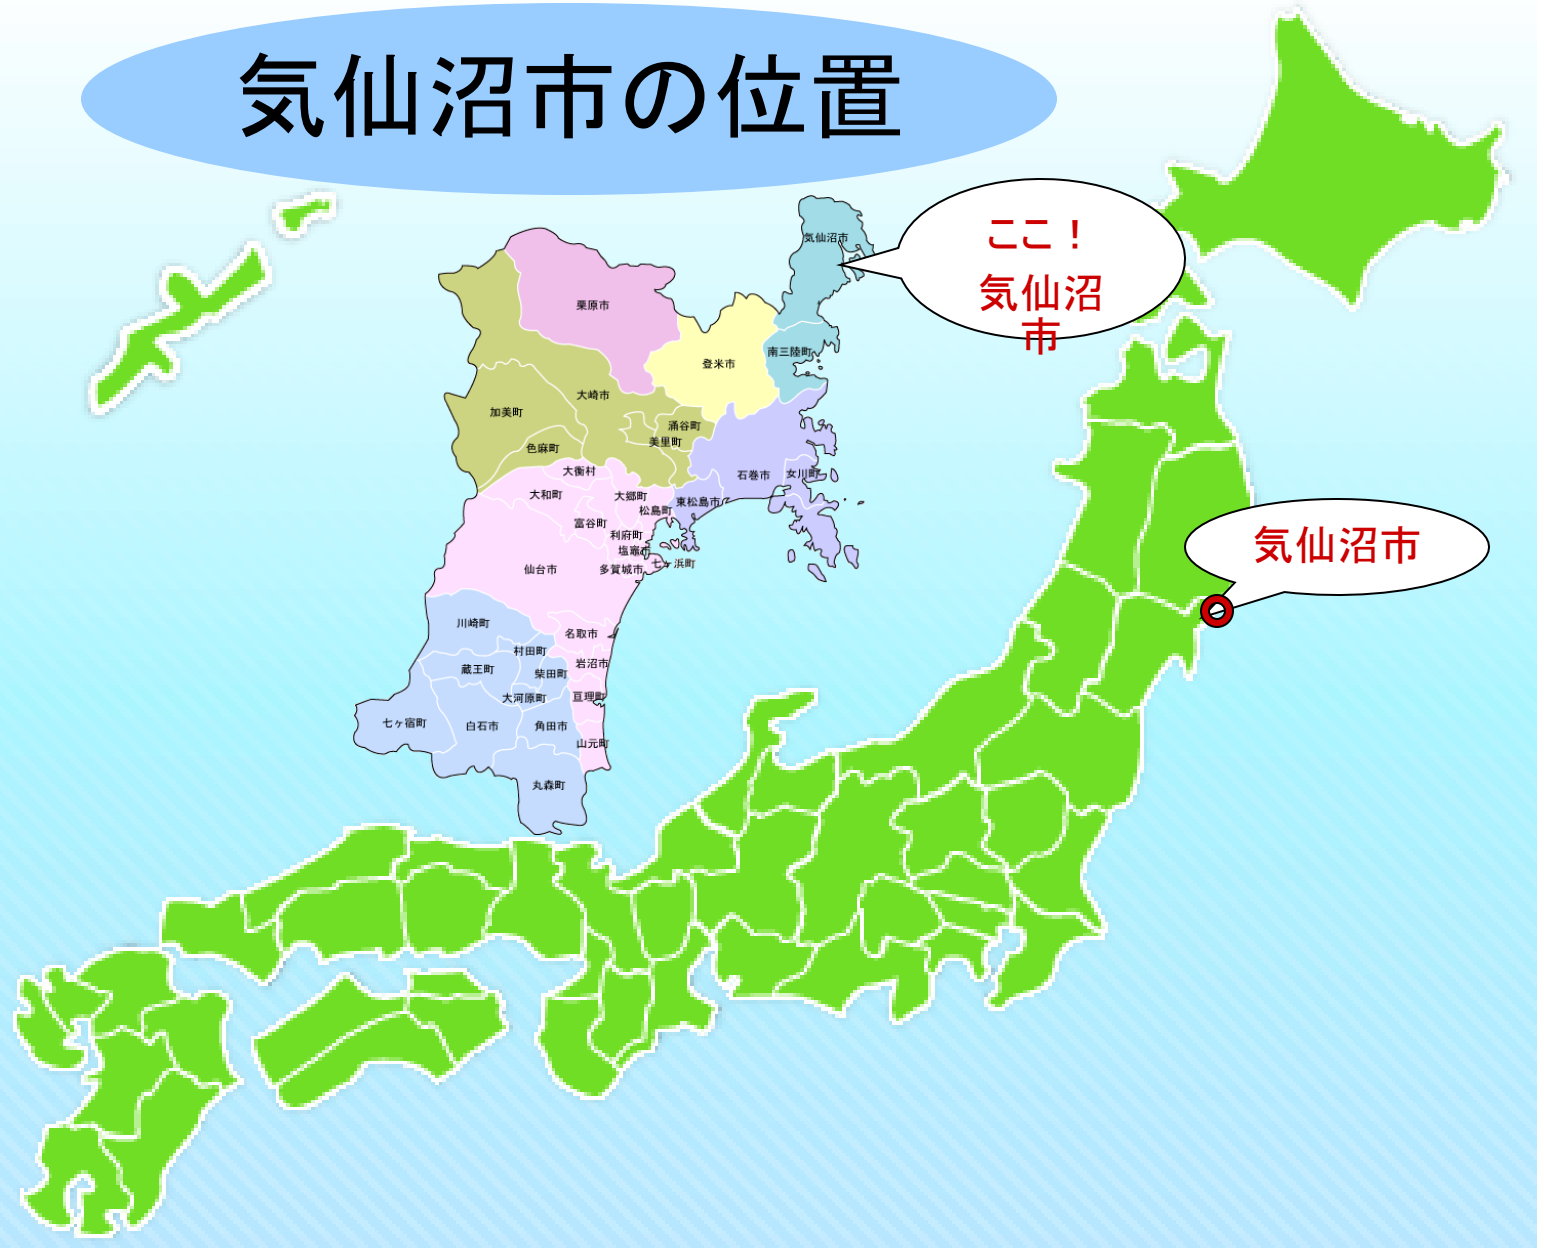 気仙沼市の位置
ここ！
気仙沼
市
気仙沼市
気仙沼市
栗原市
南三陸町
登米市
大崎市
加美町
涌谷町
美里町
色麻町
大衡村
石巻市
女川町
大和町
大郷町
東松島市
松島町
富谷町
利府町
塩竈市
七ヶ浜町
仙台市
多賀城市
川崎町
名取市
村田町
岩沼市
蔵王町
柴田町
大河原町
亘理町
七ヶ宿町
白石市
角田市
山元町
丸森町